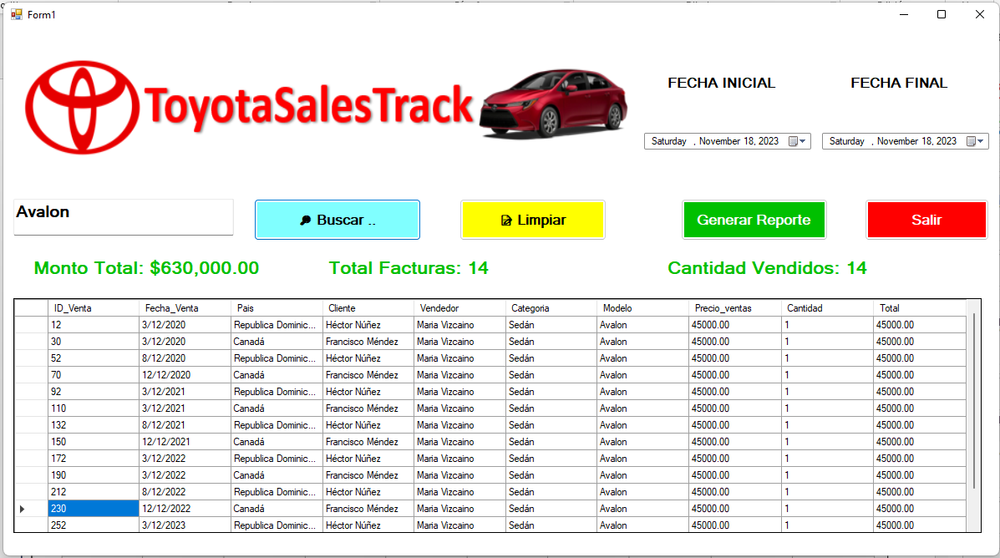 Form1
ToyotaSalesTrack
FECHA INICIAL FECHA FINAL
Saturday , November 18, 2023 Saturday , November 18, 2023
Avalon Buscar .. Limpiar Generar Reporte Salir
Monto Total: $630,000.00 Total Facturas: 14 Cantidad Vendidos: 14
ID_Venta Fecha_Venta Pais Cliente Vendedor Categoria Modelo Precio_ventas Cantidad Total
12 3/12/2020 Republica Dominic... Héctor Núñez Maria Vizcaino Sedán Avalon 45000.00 1 45000.00
30 3/12/2020 Canadá Francisco Méndez Maria Vizcaino Sedán Avalon 45000.00 1 45000.00
52 8/12/2020 Republica Dominic... Héctor Núñez Maria Vizcaino Sedán Avalon 45000.00 1 45000.00
70 12/12/2020 Canadá Francisco Méndez Maria Vizcaino Sedán Avalon 45000.00 1 45000.00
92 3/12/2021 Republica Dominic... Héctor Núñez Maria Vizcaino Sedán Avalon 45000.00 1 45000.00
110 3/12/2021 Canadá Francisco Méndez Maria Vizcaino Sedán Avalon 45000.00 1 45000.00
132 8/12/2021 Republica Dominic... Héctor Núñez Maria Vizcaino Sedán Avalon 45000.00 1 45000.00
150 12/12/2021 Canadá Francisco Méndez Maria Vizcaino Sedán Avalon 45000.00 1 45000.00
172 3/12/2022 Republica Dominic... Héctor Núñez Maria Vizcaino Sedán Avalon 45000.00 1 45000.00
190 3/12/2022 Canadá Francisco Méndez Maria Vizcaino Sedán Avalon 45000.00 1 45000.00
212 8/12/2022 Republica Dominic... Héctor Núñez Maria Vizcaino Sedán Avalon 45000.00 1 45000.00
230 12/12/2022 Canadá Francisco Méndez Maria Vizcaino Sedán Avalon 45000.00 1 45000.00
252 3/12/2023 Republica Dominic... Héctor Núñez Maria Vizcaino Sedán Avalon 45000.00 1 45000.00